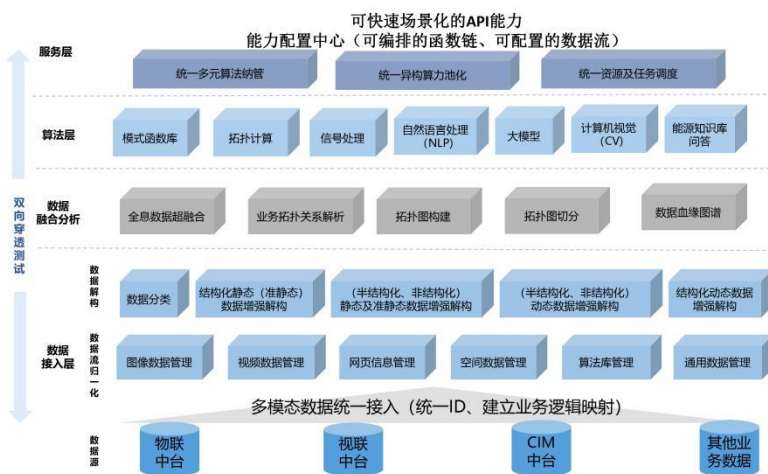 可快速场景化的API能力
能力配置中心（可编排的函数链、可配置的数据流）
服务层
统一多元算法纳管
统一异构算力池化
统一资源及任务调度
算法层
模式函数库
拓扑计算
信号处理
自然语言处理
（NLP）
大模型
计算机视觉
（CV）
能源知识库
问答
双向穿透测试
数据
融合分析
全息数据超融合
业务拓扑关系解析
拓扑图构建
拓扑图切分
数据血缘图谱
数据解构
数据分类
结构化静态（准静态）
数据增强解构
（半结构化、非结构化）
静态及准静态数据增强解构
（半结构化、非结构化）
动态数据增强解构
结构化动态数据
增强解构
数据
接入层
数据流归一化
图像数据管理
视频数据管理
网页信息管理
空间数据管理
算法库管理
通用数据管理
多模态数据统一接入（统一ID、建立业务逻辑映射）
数据源
物联
中台
视联
中台
CIM
中台
其他业
务数据